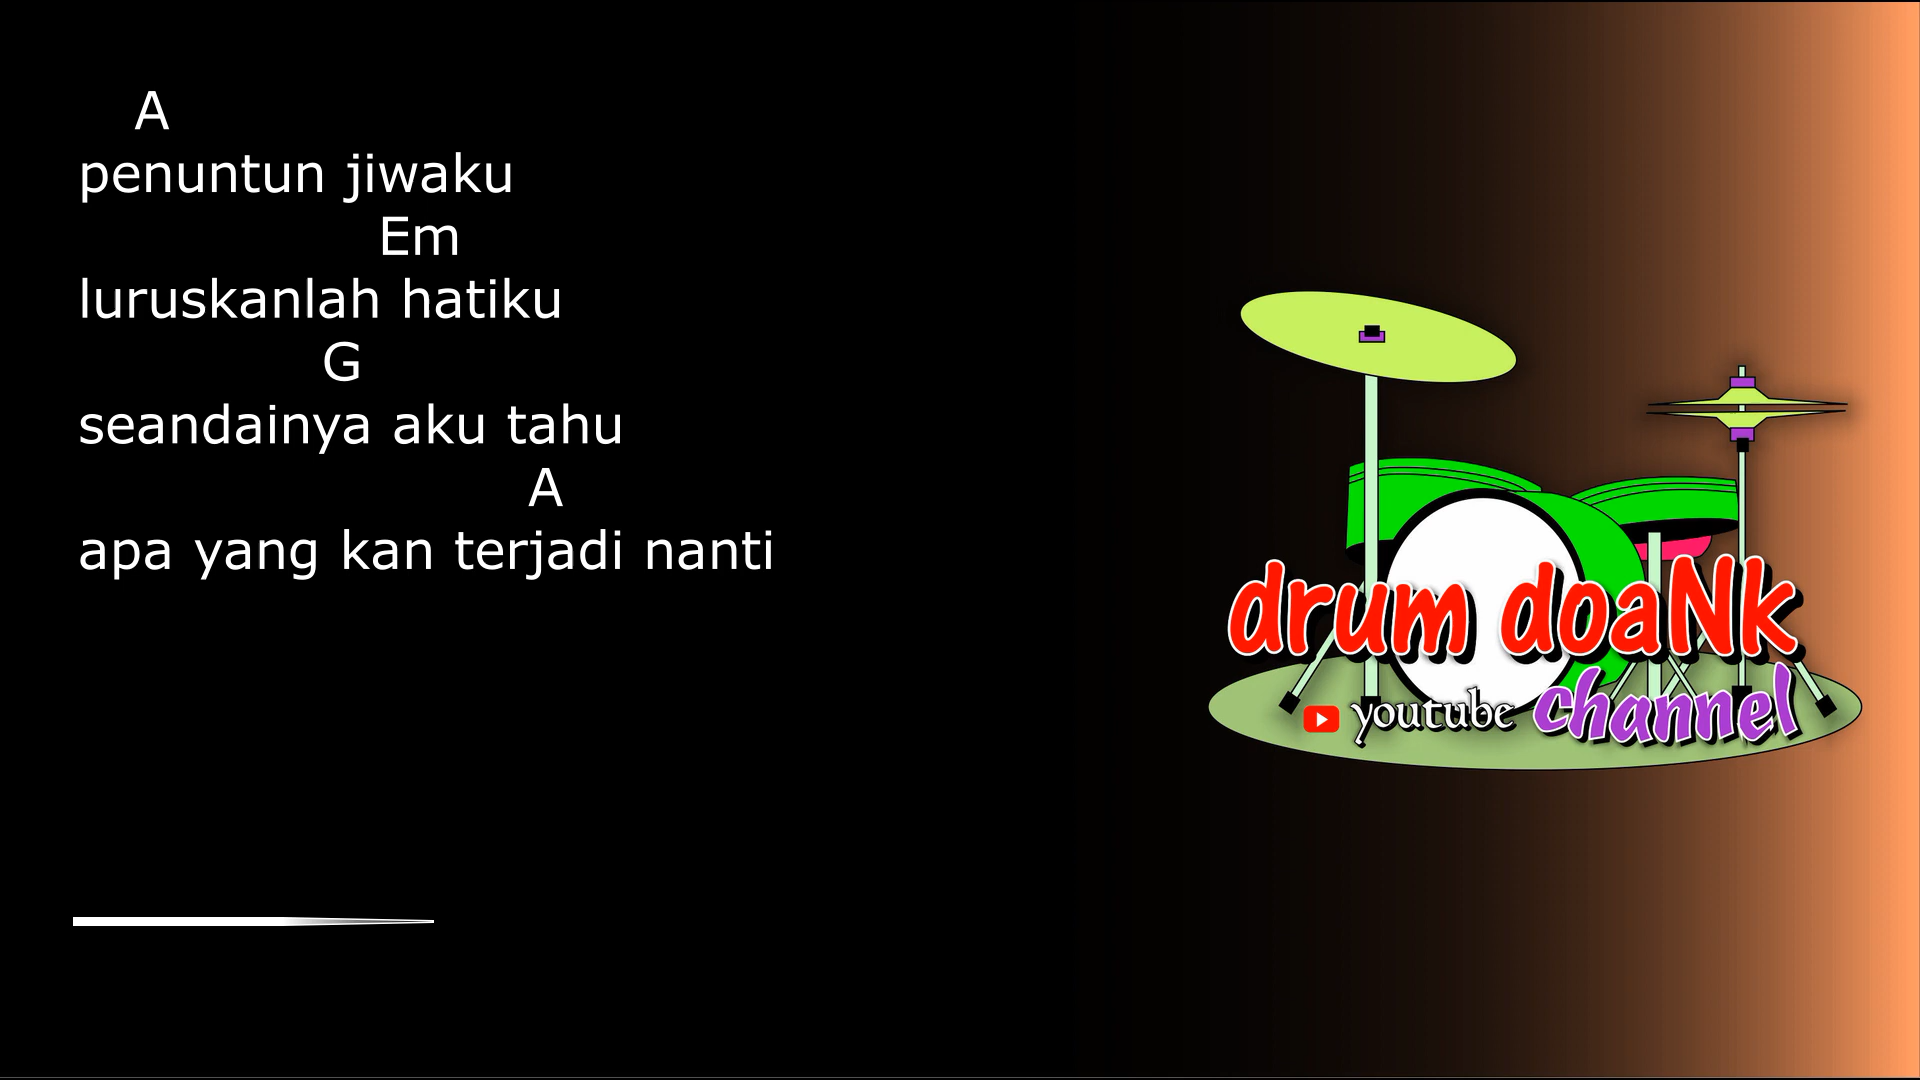 A
penuntun jiwaku
Em
luruskanlah hatiku
G
seandainya aku tahu
A
apa yang kan terjadi nanti
drum doaNk
youtube channel